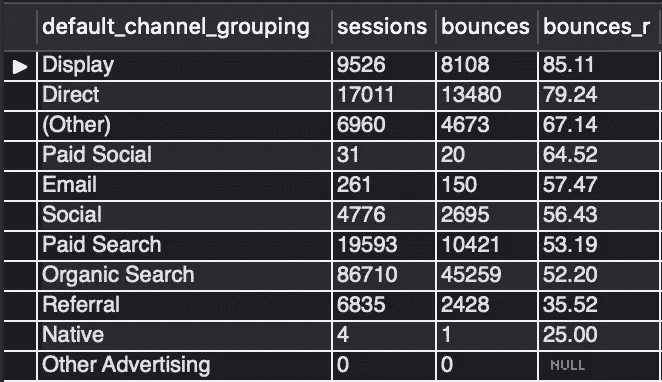 default_channel_grouping sessions bounces bounces_r
Display 9526 8108 85.11
Direct 17011 13480 79.24
(Other) 6960 4673 67.14
Paid Social 31 20 64.52
Email 261 150 57.47
Social 4776 2695 56.43
Paid Search 19593 10421 53.19
Organic Search 86710 45259 52.20
Referral 6835 2428 35.52
Native 4 1 25.00
Other Advertising 0 0 NULL